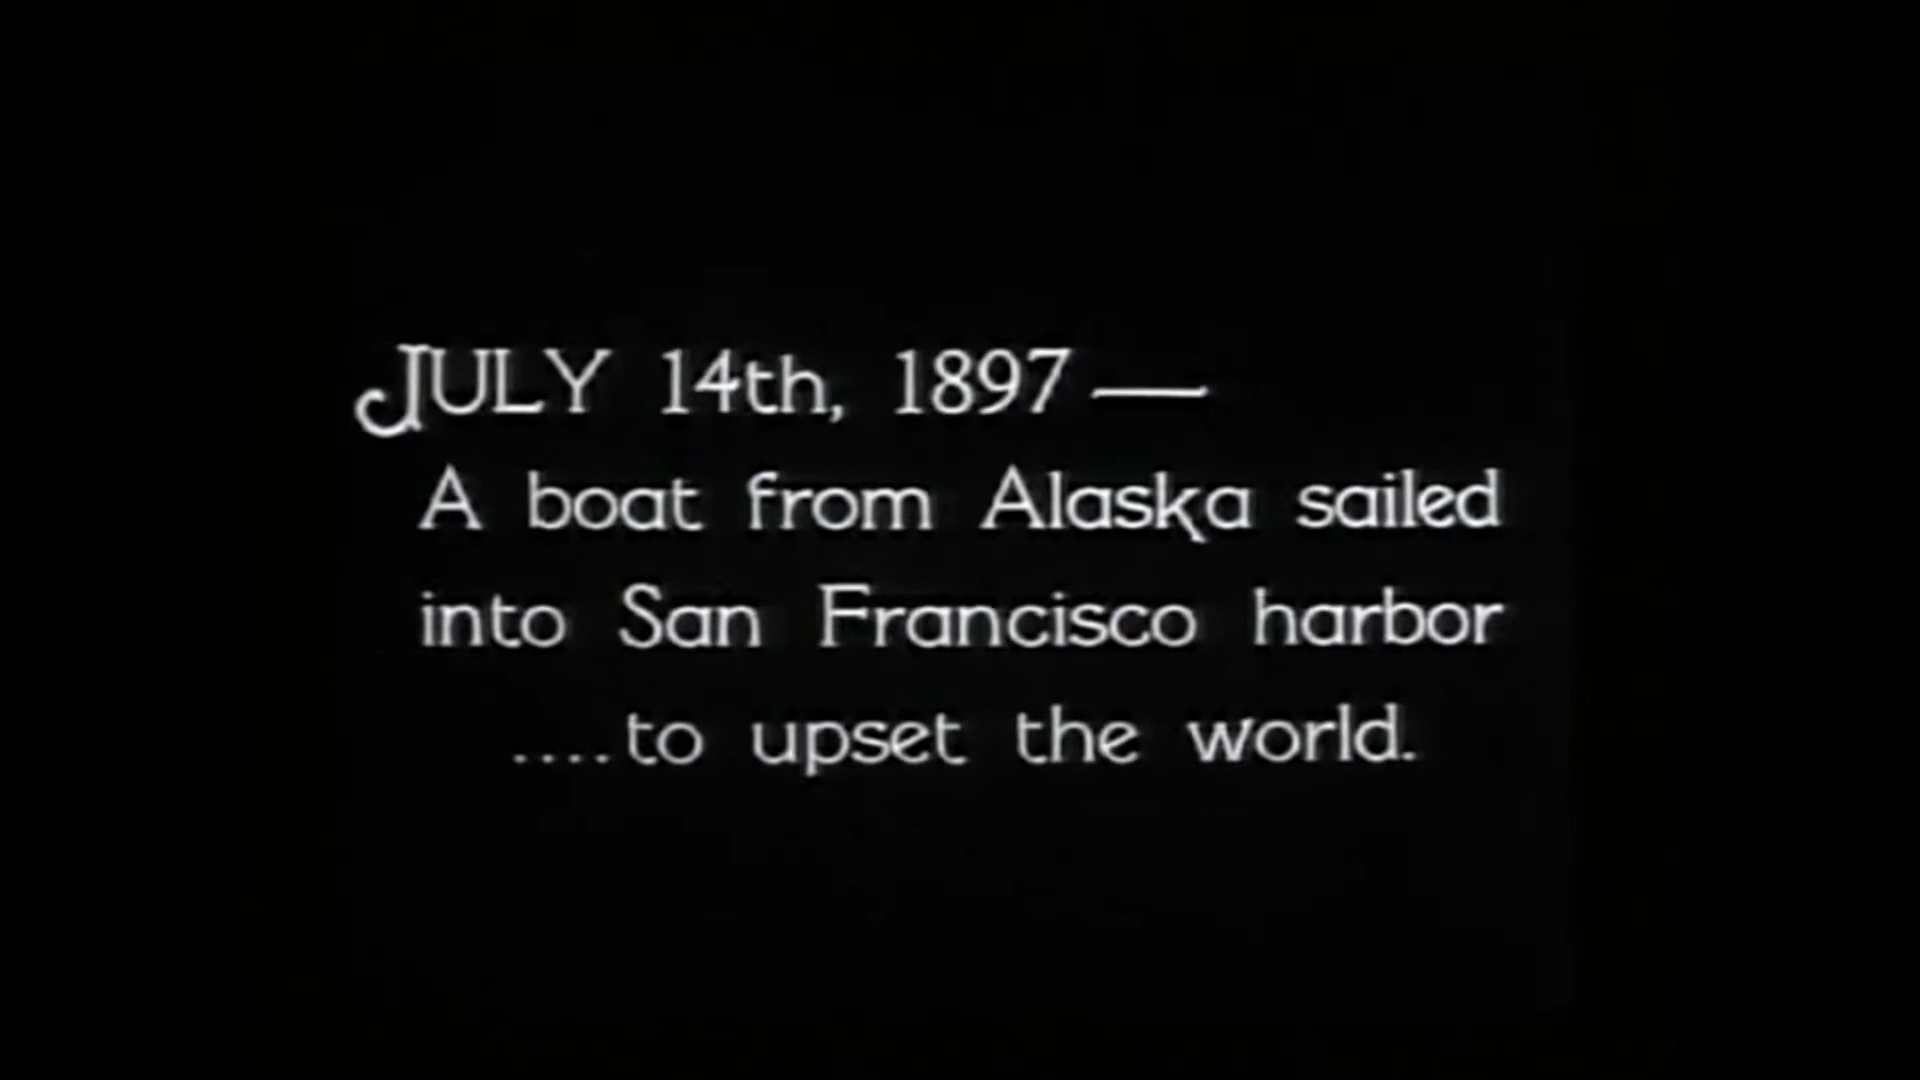 JULY 14th, 1897 —
A boat from Alaska sailed
into San Francisco harbor
....to upset the world.